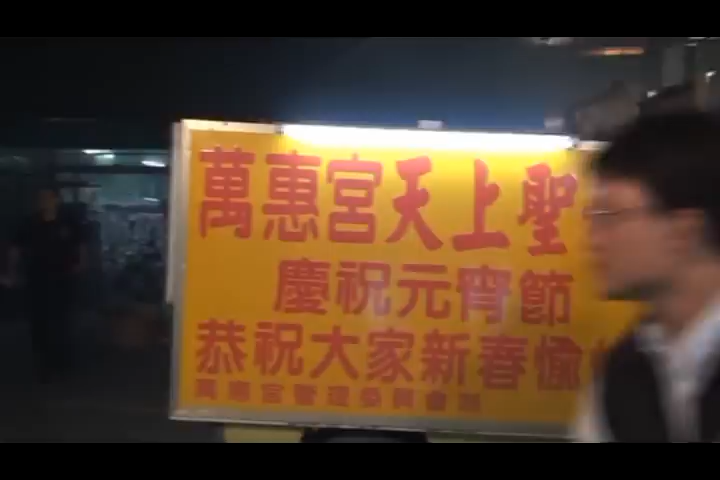 萬惠宮天上聖
慶祝元宵節
恭祝大家新春愉
萬惠宮管理委員會